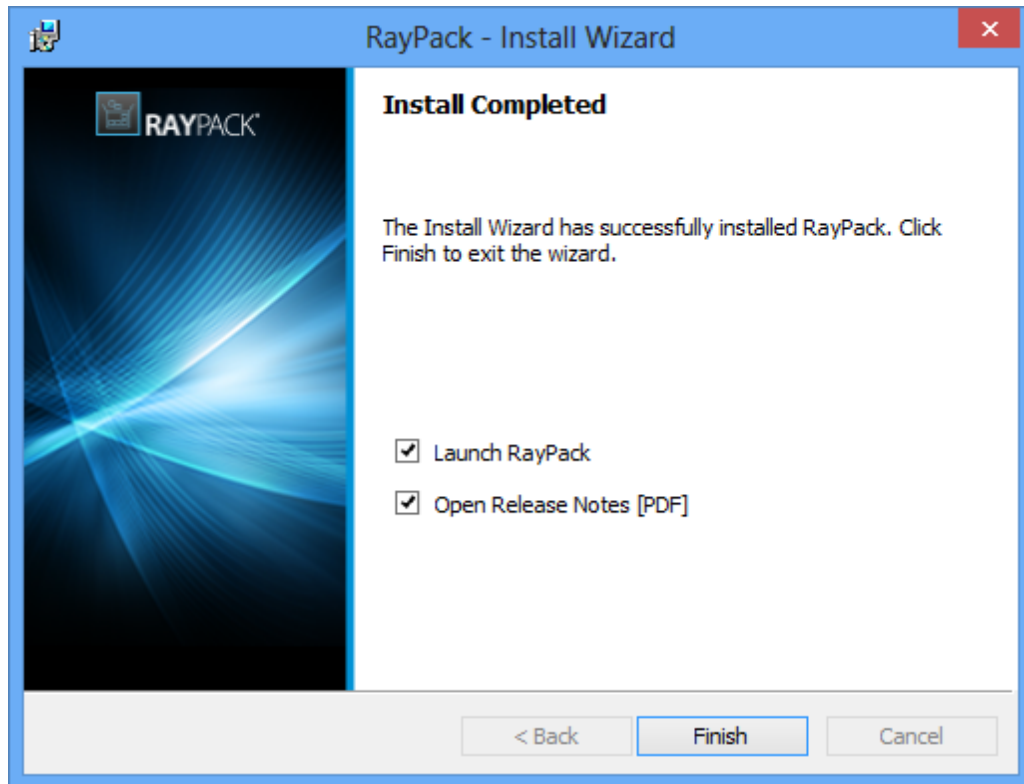 RayPack - Install Wizard
RAYPACK
Install Completed
The Install Wizard has successfully installed RayPack. Click
Finish to exit the wizard.
Launch RayPack
Open Release Notes [PDF]
< Back
Finish
Cancel